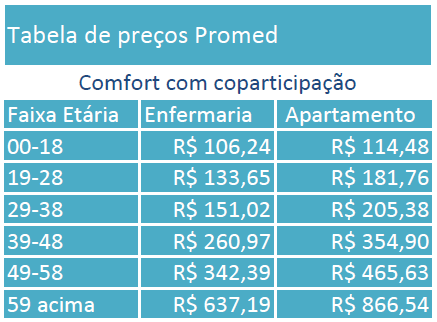 Tabela de preços Promed
Comfort com coparticipação
Faixa Etária Enfermaria Apartamento
00-18 R$ 106,24 R$ 114,48
19-28 R$ 133,65 R$ 181,76
29-38 R$ 151,02 R$ 205,38
39-48 R$ 260,97 R$ 354,90
49-58 R$ 342,39 R$ 465,63
59 acima R$ 637,19 R$ 866,54